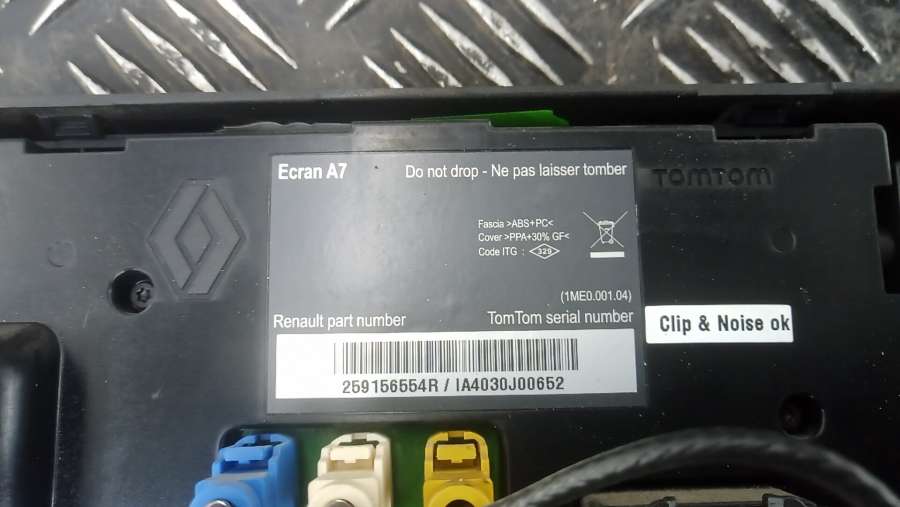 Ecran A7
Do not drop - Ne pas laisser tomber
TOMTOM
Fascia >ABS+PC<
Cover >PPA+30% GF<
Code ITG : 329
(1ME0.001.04)
Renault part number
TomTom serial number
Clip & Noise ok
259156554R / IA4030J00652